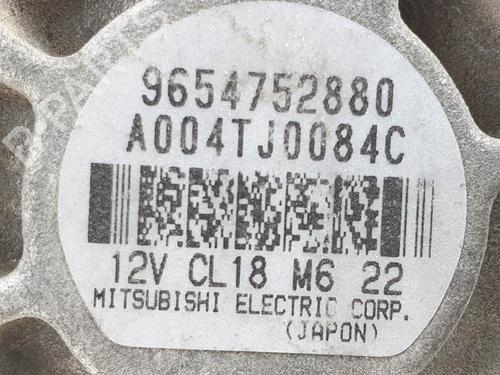 9654752880
A004TJ0084C
12V CL18 M6 22
MITSUBISHI ELECTRIC CORP.
(JAPON)